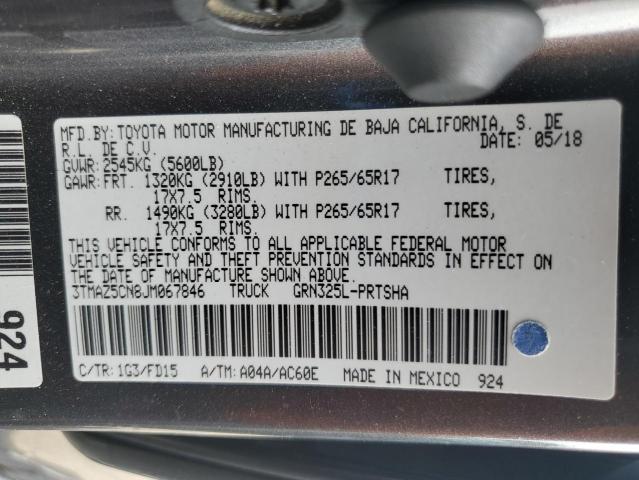 MFD.BY:TOYOTA MOTOR MANUFACTURING DE BAJA CALIFORNIA, S. DE
R.L. DE C.V. DATE: 05/18
GVWR: 2545KG (5600LB)
GAWR: FRT. 1320KG (2910LB) WITH P265/65R17 TIRES,
17X7.5 RIMS.
RR. 1490KG (3280LB) WITH P265/65R17 TIRES,
17X7.5 RIMS.
THIS VEHICLE CONFORMS TO ALL APPLICABLE FEDERAL MOTOR
VEHICLE SAFETY AND THEFT PREVENTION STANDARDS IN EFFECT
ON THE DATE OF MANUFACTURE SHOWN ABOVE.
3TMAZ5CN8JM067846 TRUCK GRN325L-PRTSHA
C/TR:1G3/FD15 A/TM: A04A/AC60E MADE IN MEXICO 924
924